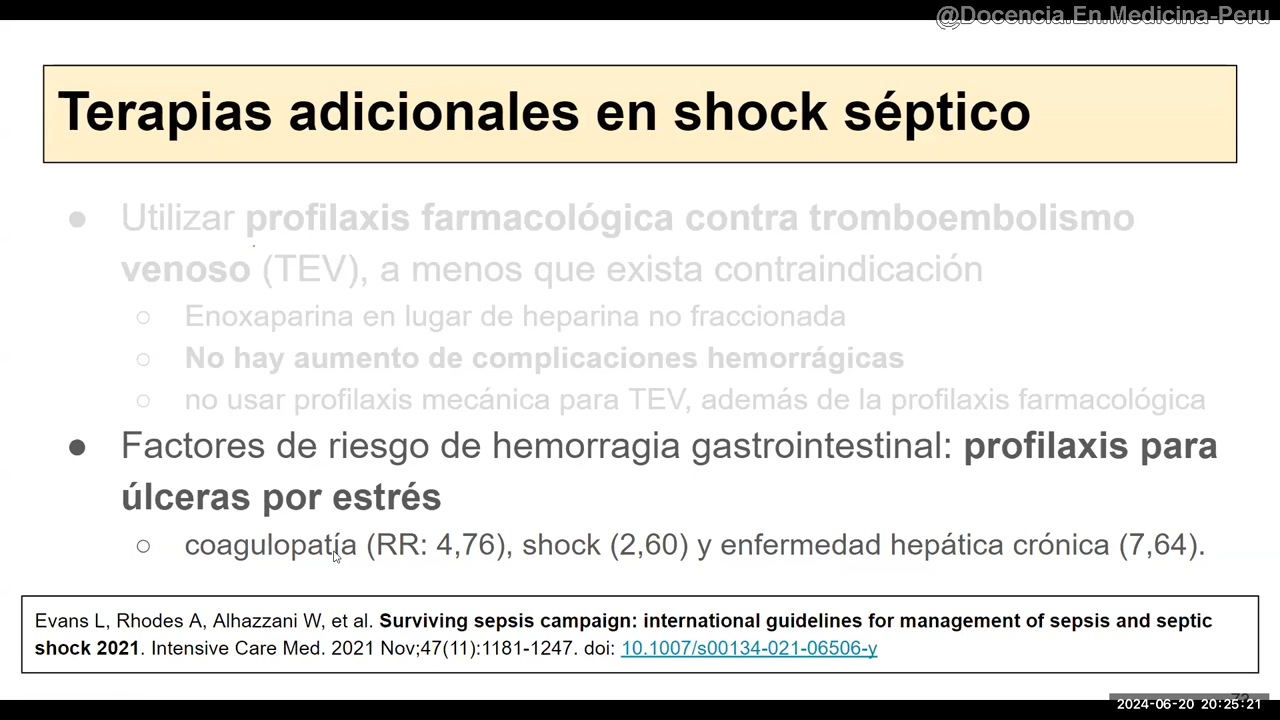 @Docencia.En.Medicina-Peru
Terapias adicionales en shock séptico
● Utilizar profilaxis farmacológica contra tromboembolismo
venoso (TEV), a menos que exista contraindicación
○ Enoxaparina en lugar de heparina no fraccionada
○ No hay aumento de complicaciones hemorrágicas
○ no usar profilaxis mecánica para TEV, además de la profilaxis farmacológica
● Factores de riesgo de hemorragia gastrointestinal: profilaxis para
úlceras por estrés
○ coagulopatía (RR: 4,76), shock (2,60) y enfermedad hepática crónica (7,64).
Evans L, Rhodes A, Alhazzani W, et al. Surviving sepsis campaign: international guidelines for management of sepsis and septic
shock 2021. Intensive Care Med. 2021 Nov;47(11):1181-1247. doi: 10.1007/s00134-021-06506-y
2024-06-20 20:25:21